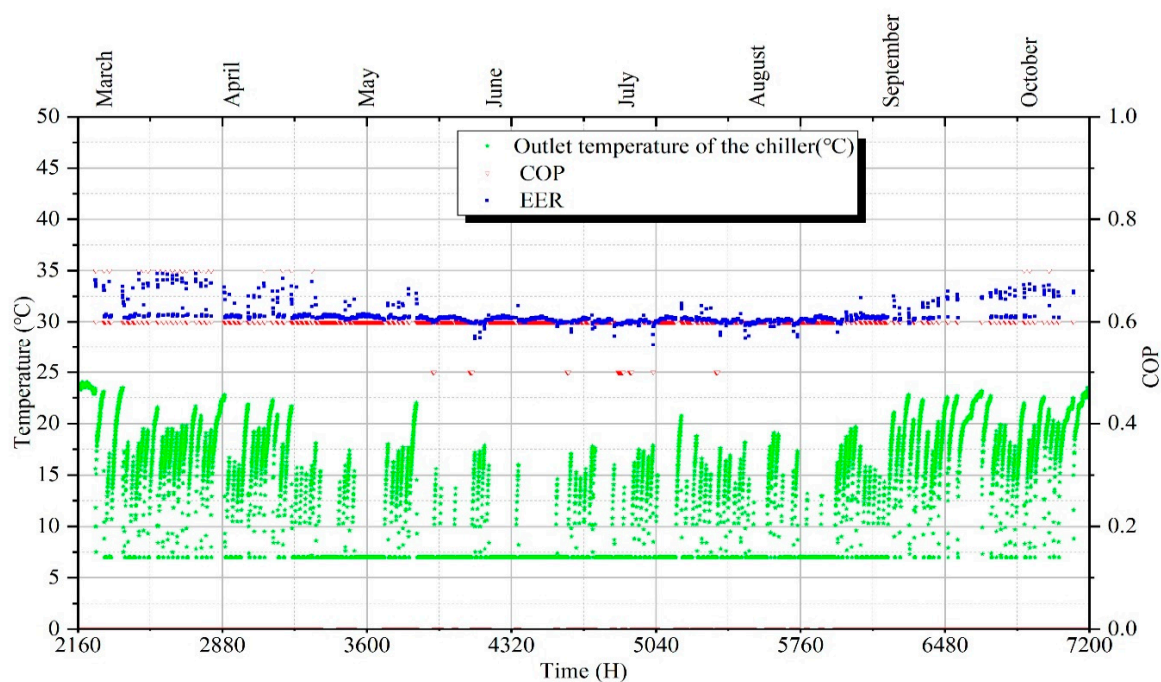 March
April
May
June
July
August
September
October
50
45
40
35
30
25
20
15
10
5
0
Temperature (°C)
Outlet temperature of the chiller(°C)
COP
EER
1.0
0.8
0.6
0.4
0.2
0.0
COP
2160
2880
3600
4320
5040
5760
6480
7200
Time (H)